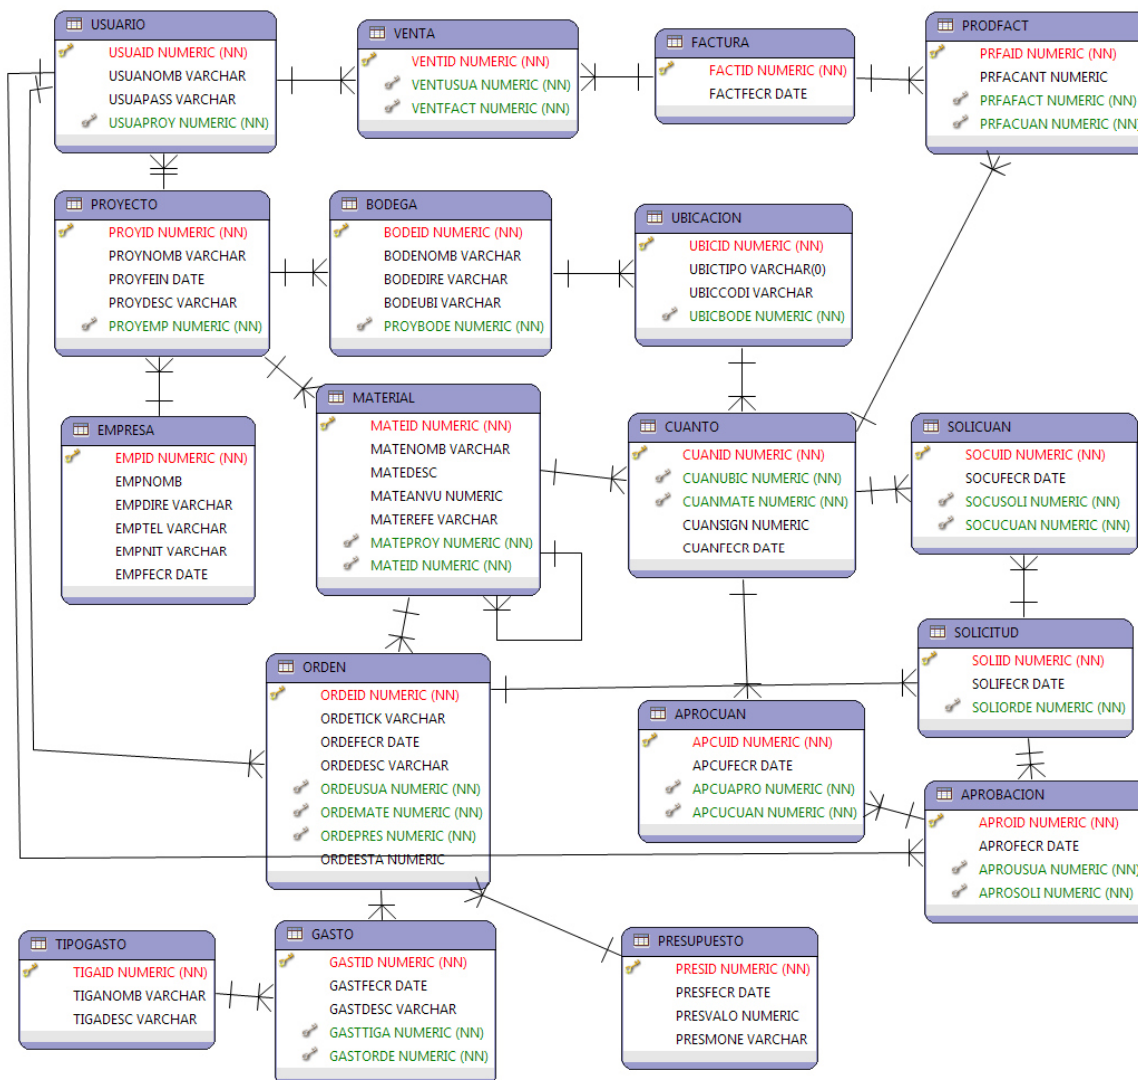 USUARIO
USUAID NUMERIC (NN)
USUANOMB VARCHAR
USUAPASS VARCHAR
USUAPROY NUMERIC (NN)
VENTA
VENTID NUMERIC (NN)
VENTUSUA NUMERIC (NN)
VENTFACT NUMERIC (NN)
FACTURA
FACTID NUMERIC (NN)
FACTFECR DATE
PRODFACT
PRFAID NUMERIC (NN)
PRFACANT NUMERIC
PRFAFACT NUMERIC (NN)
PRFACUAN NUMERIC (NN)
PROYECTO
PROYID NUMERIC (NN)
PROYNOMB VARCHAR
PROYFEIN DATE
PROYDESC VARCHAR
PROYEMP NUMERIC (NN)
BODEGA
BODEID NUMERIC (NN)
BODENOMB VARCHAR
BODEDIRE VARCHAR
BODEUBI VARCHAR
PROYBODE NUMERIC (NN)
UBICACION
UBICID NUMERIC (NN)
UBICTIPO VARCHAR(0)
UBICCODI VARCHAR
UBICBODE NUMERIC (NN)
EMPRESA
EMPID NUMERIC (NN)
EMPNOMB
EMPDIRE VARCHAR
EMPTEL VARCHAR
EMPNIT VARCHAR
EMPFECR DATE
MATERIAL
MATEID NUMERIC (NN)
MATENOMB VARCHAR
MATEDESC
MATEANVU NUMERIC
MATEREFE VARCHAR
MATEPROY NUMERIC (NN)
MATEID NUMERIC (NN)
CUANTO
CUANID NUMERIC (NN)
CUANUBIC NUMERIC (NN)
CUANMATE NUMERIC (NN)
CUANSIGN NUMERIC
CUANFECR DATE
SOLICUAN
SOCUID NUMERIC (NN)
SOCUFECR DATE
SOCUSOLI NUMERIC (NN)
SOCUCUAN NUMERIC (NN)
SOLICITUD
SOLIID NUMERIC (NN)
SOLIFECR DATE
SOLIORDE NUMERIC (NN)
ORDEN
ORDEID NUMERIC (NN)
ORDETICK VARCHAR
ORDEFECR DATE
ORDEDESC VARCHAR
ORDEUSUA NUMERIC (NN)
ORDEMATE NUMERIC (NN)
ORDEPRES NUMERIC (NN)
ORDEESTA NUMERIC
APROCUAN
APCUID NUMERIC (NN)
APCUFECR DATE
APCUAPRO NUMERIC (NN)
APCUCUAN NUMERIC (NN)
APROBACION
APROID NUMERIC (NN)
APROFECR DATE
APROUSUA NUMERIC (NN)
APROSOLI NUMERIC (NN)
TIPOGASTO
TIGAID NUMERIC (NN)
TIGANOMB VARCHAR
TIGADESC VARCHAR
GASTO
GASTID NUMERIC (NN)
GASTFECR DATE
GASTDESC VARCHAR
GASTTIGA NUMERIC (NN)
GASTORDE NUMERIC (NN)
PRESUPUESTO
PRESID NUMERIC (NN)
PRESFECR DATE
PRESVALO NUMERIC
PRESMONE VARCHAR